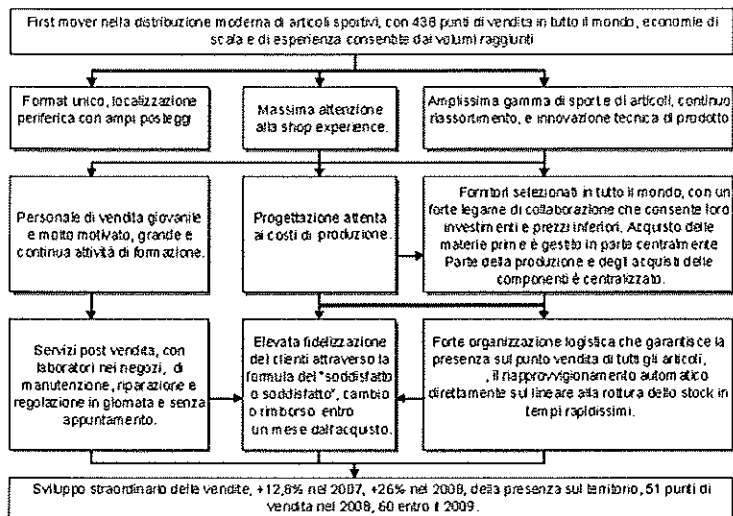 First mover nella distribuzione moderna di articoli sportivi, con 436 punti di vendita in tutto il mondo, economie di
scala e di esperienza consentite dai volumi raggiunti
Format unico, localizzazione
periferica con ampi posteggi
Massima attenzione
alla shop experience.
Amplissima gamma di sport e di articoli, continuo
riassortimento, e innovazione tecnica di prodotto
Personale di vendita giovanile
e molto motivato, grande e
continua attività di formazione.
Progettazione attenta
ai costi di produzione.
Fornitori selezionati in tutto il mondo, con un
forte legame di collaborazione che consente loro
investimenti e prezzi inferiori. Acquisto delle
materie prime è gestito in parte centralmente
Parte della produzione e degli acquisti delle
componenti è centralizzato.
Servizi post vendita, con
laboratori nei negozi, di
manutenzione, riparazione e
regolazione in giornata e senza
appuntamento.
Elevata fidelizzazione
dei clienti attraverso la
formula del "soddisfatto
o soddisfatto", cambio
o rimborso entro
un mese dall'acquisto.
Forte organizzazione logistica che garantisce la
presenza sul punto vendita di tutti gli articoli,
, il riapprovvigionamento automatico
direttamente sul lineare alla rottura dello stock in
tempi rapidissimi.
Sviluppo straordinario delle vendite, +12,8% nel 2007, +26% nel 2008, della presenza sul territorio, 51 punti di
vendita nel 2008, 60 entro il 2009.